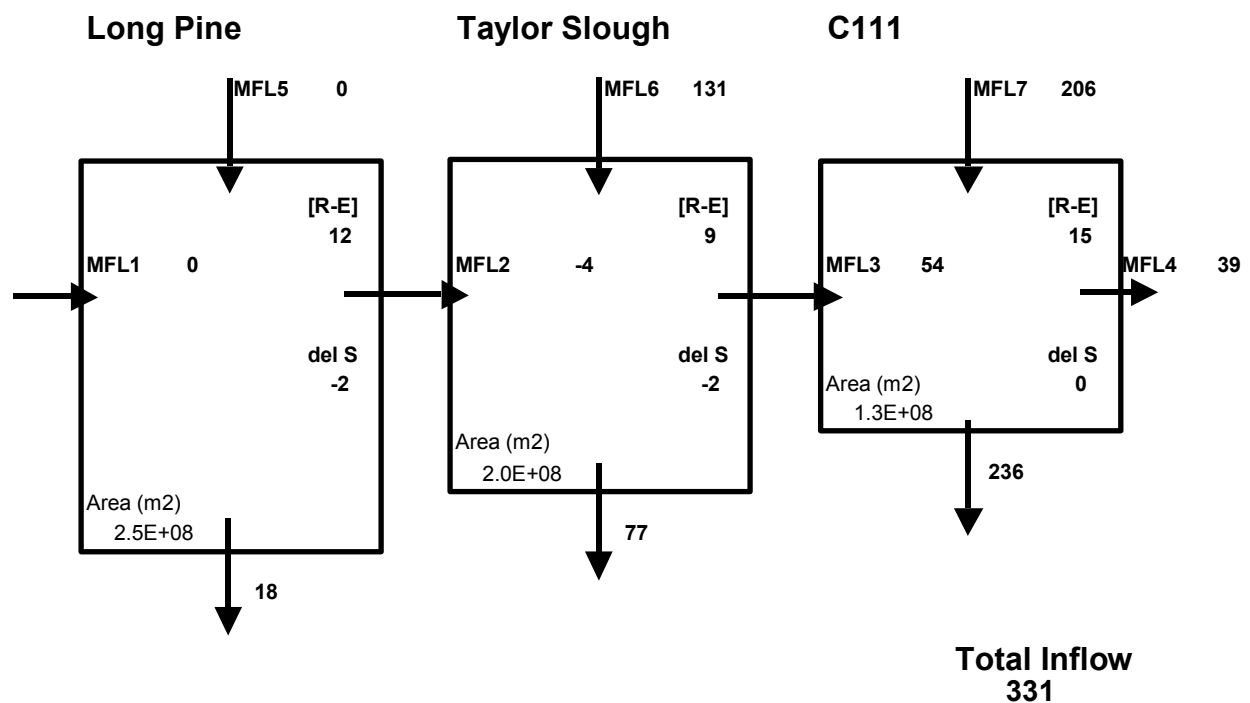 Long Pine
Taylor Slough
C111
MFL5 0
MFL6 131
MFL7 206
[R-E]
12
[R-E]
9
[R-E]
15
MFL1 0
MFL2 -4
MFL3 54
MFL4 39
del S
-2
del S
-2
del S
0
Area (m2)
1.3E+08
Area (m2)
2.0E+08
236
Area (m2)
2.5E+08
77
18
Total Inflow
331